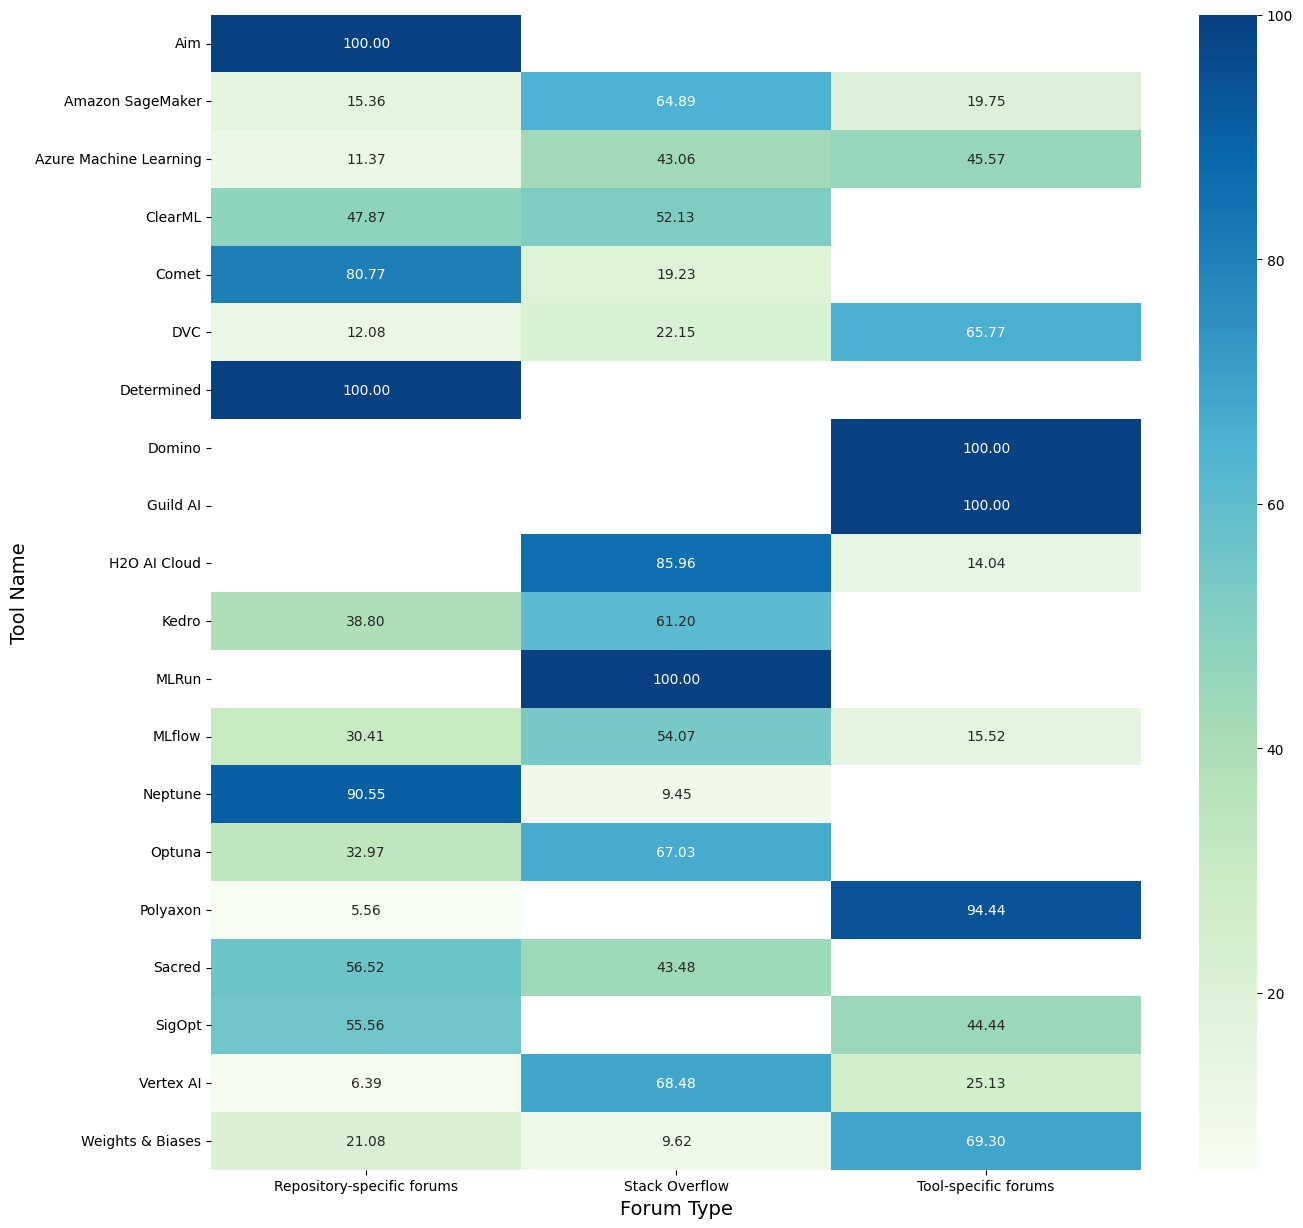 Aim 100.00
Amazon SageMaker 15.36 64.89 19.75
Azure Machine Learning 11.37 43.06 45.57
ClearML 47.87 52.13
Comet 80.77 19.23
DVC 12.08 22.15 65.77
Determined 100.00
Domino 100.00
Guild AI 100.00
H2O AI Cloud 85.96 14.04
Kedro 38.80 61.20
MLRun 100.00
MLflow 30.41 54.07 15.52
Neptune 90.55 9.45
Optuna 32.97 67.03
Polyaxon 5.56 94.44
Sacred 56.52 43.48
SigOpt 55.56 44.44
Vertex AI 6.39 68.48 25.13
Weights & Biases 21.08 9.62 69.30
Repository-specific forums Stack Overflow Tool-specific forums
Forum Type
Tool Name
100
80
60
40
20